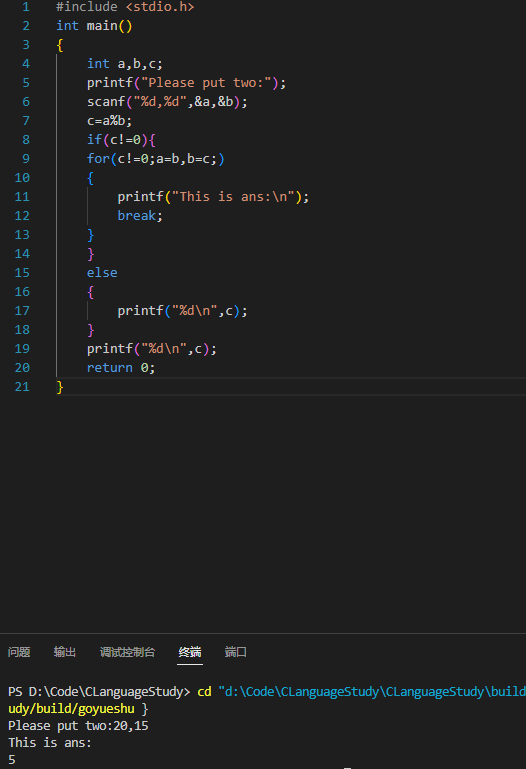 1 #include <stdio.h>
2 int main()
3 {
4 int a,b,c;
5 printf("Please put two:");
6 scanf("%d,%d",&a,&b);
7 c=a%b;
8 if(c!=0){
9 for(c!=0;a=b,b=c;)
10 {
11 printf("This is ans:\n");
12 break;
13 }
14 }
15 else
16 {
17 printf("%d\n",c);
18 }
19 printf("%d\n",c);
20 return 0;
21 }
问题 输出 调试控制台 终端 端口
PS D:\Code\CLanguageStudy> cd "d:\Code\CLanguageStudy\CLanguageStudy\build
udy/build/goyueshu }
Please put two:20,15
This is ans:
5